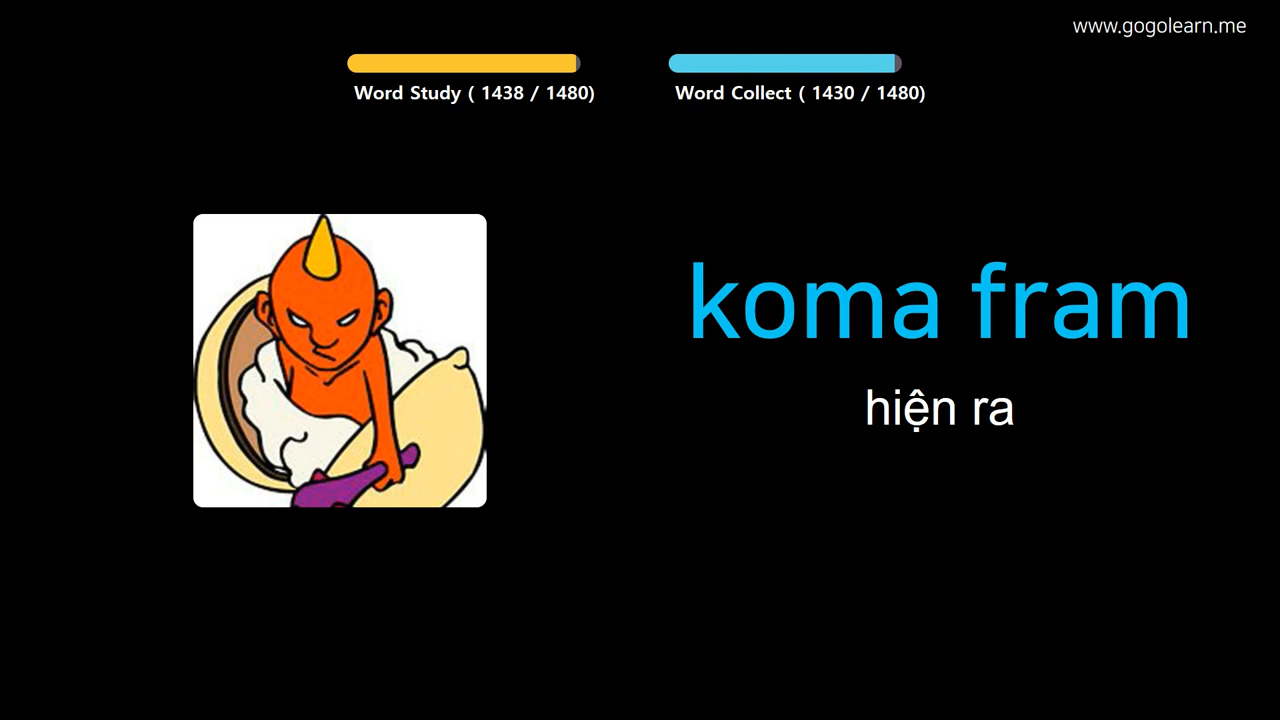 www.gogolearn.me
Word Study ( 1438 / 1480)
Word Collect ( 1430 / 1480)
koma fram
hiện ra